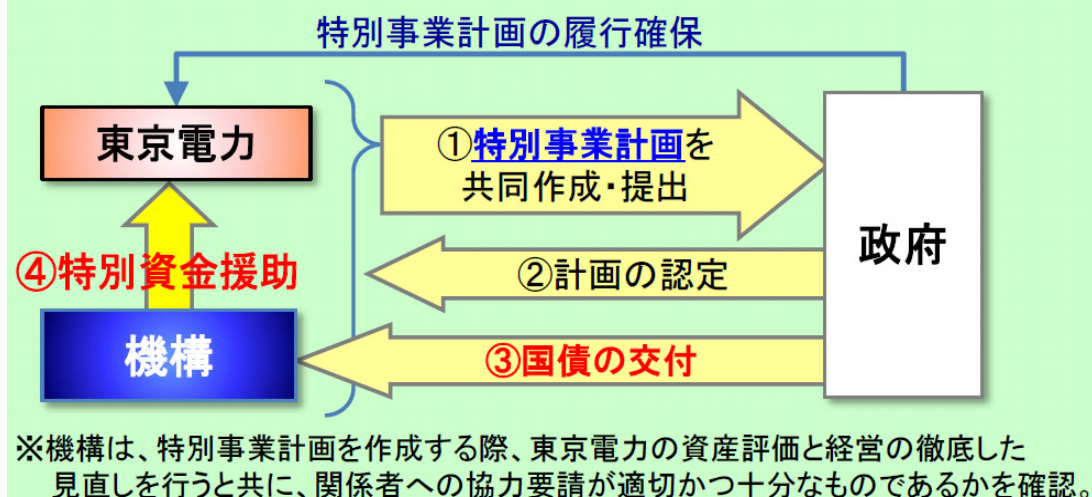 特別事業計画の履行確保
東京電力
①特別事業計画を
共同作成・提出
政府
②計画の認定
④特別資金援助
機構
③国債の交付
※機構は、特別事業計画を作成する際、東京電力の資産評価と経営の徹底した
見直しを行うと共に、関係者への協力要請が適切かつ十分なものであるかを確認。